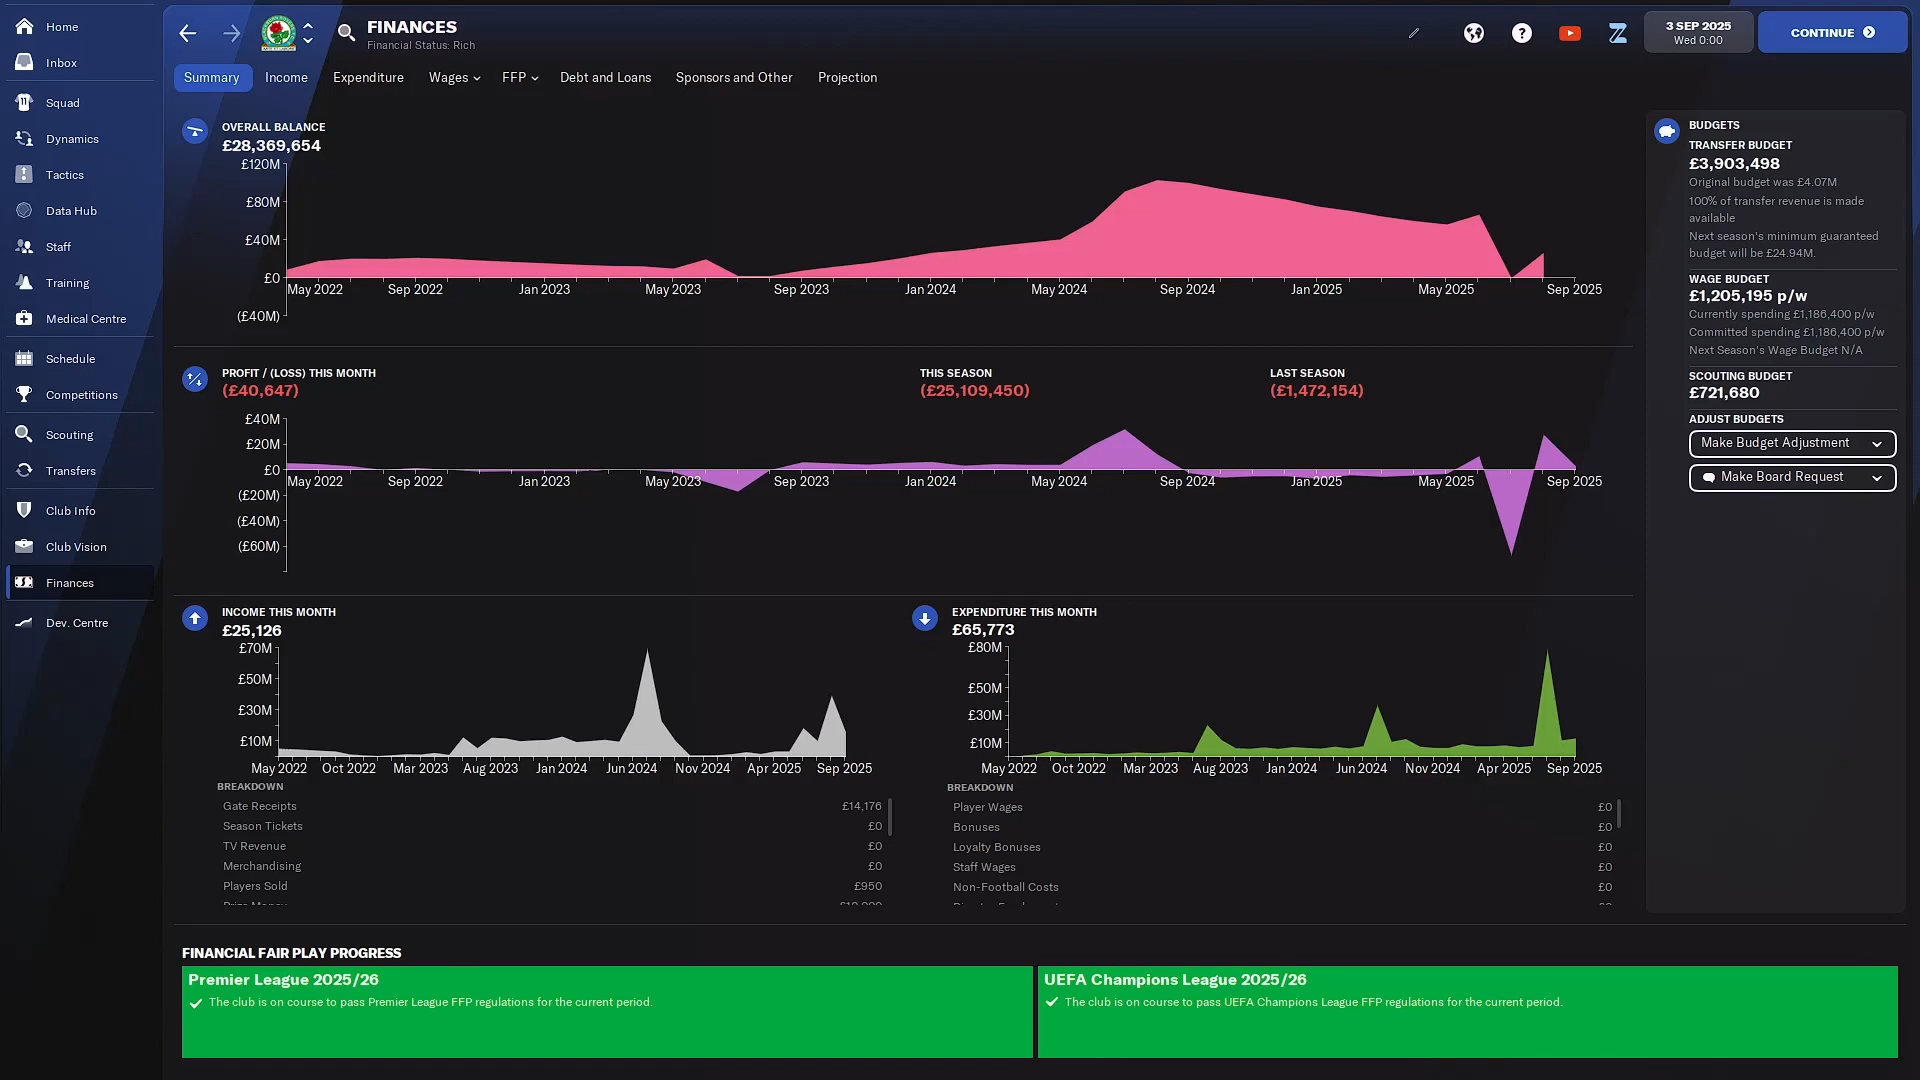 Home
Inbox
Squad
Dynamics
Tactics
Data Hub
Staff
Training
Medical Centre
Schedule
Competitions
Scouting
Transfers
Club Info
Club Vision
Finances
Dev. Centre
FINANCES
Financial Status: Rich
3 SEP 2025
Wed 0:00
CONTINUE
Summary
Income
Expenditure
Wages
FFP
Debt and Loans
Sponsors and Other
Projection
OVERALL BALANCE
£28,369,654
£120M
£80M
£40M
£0
(£40M)
May 2022
Sep 2022
Jan 2023
May 2023
Sep 2023
Jan 2024
May 2024
Sep 2024
Jan 2025
May 2025
Sep 2025
PROFIT / (LOSS) THIS MONTH
(£40,647)
THIS SEASON
(£25,109,450)
LAST SEASON
(£1,472,154)
£40M
£20M
£0
(£20M)
(£40M)
(£60M)
May 2022
Sep 2022
Jan 2023
May 2023
Sep 2023
Jan 2024
May 2024
Sep 2024
Jan 2025
May 2025
Sep 2025
INCOME THIS MONTH
£25,126
£70M
£50M
£30M
£10M
May 2022
Oct 2022
Mar 2023
Aug 2023
Jan 2024
Jun 2024
Nov 2024
Apr 2025
Sep 2025
BREAKDOWN
Gate Receipts £14,176
Season Tickets £0
TV Revenue £0
Merchandising £0
Players Sold £950
EXPENDITURE THIS MONTH
£65,773
£80M
£50M
£30M
£10M
May 2022
Oct 2022
Mar 2023
Aug 2023
Jan 2024
Jun 2024
Nov 2024
Apr 2025
Sep 2025
BREAKDOWN
Player Wages £0
Bonuses £0
Loyalty Bonuses £0
Staff Wages £0
Non-Football Costs £0
BUDGETS
TRANSFER BUDGET
£3,903,498
Original budget was £4.07M
100% of transfer revenue is made
available
Next season's minimum guaranteed
budget will be £24.94M.
WAGE BUDGET
£1,205,195 p/w
Currently spending £1,186,400 p/w
Committed spending £1,186,400 p/w
Next Season's Wage Budget N/A
SCOUTING BUDGET
£721,680
ADJUST BUDGETS
Make Budget Adjustment
Make Board Request
FINANCIAL FAIR PLAY PROGRESS
Premier League 2025/26
The club is on course to pass Premier League FFP regulations for the current period.
UEFA Champions League 2025/26
The club is on course to pass UEFA Champions League FFP regulations for the current period.